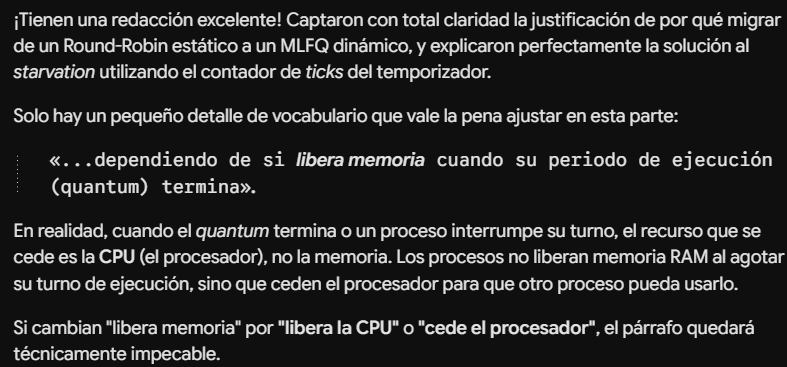 ¡Tienen una redacción excelente! Captaron con total claridad la justificación de por qué migrar
de un Round-Robin estático a un MLFQ dinámico, y explicaron perfectamente la solución al
starvation utilizando el contador de ticks del temporizador.
Solo hay un pequeño detalle de vocabulario que vale la pena ajustar en esta parte:
«...dependiendo de si libera memoria cuando su periodo de ejecución
(quantum) termina».
En realidad, cuando el quantum termina o un proceso interrumpe su turno, el recurso que se
cede es la CPU (el procesador), no la memoria. Los procesos no liberan memoria RAM al agotar
su turno de ejecución, sino que ceden el procesador para que otro proceso pueda usarlo.
Si cambian "libera memoria" por "libera la CPU" o "cede el procesador", el párrafo quedará
técnicamente impecable.